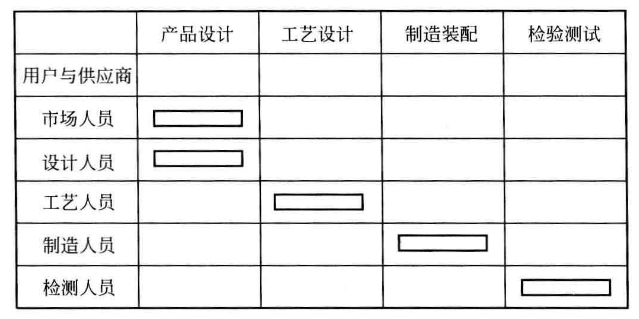 产品设计 工艺设计 制造装配 检验测试
用户与供应商
市场人员
设计人员
工艺人员
制造人员
检测人员